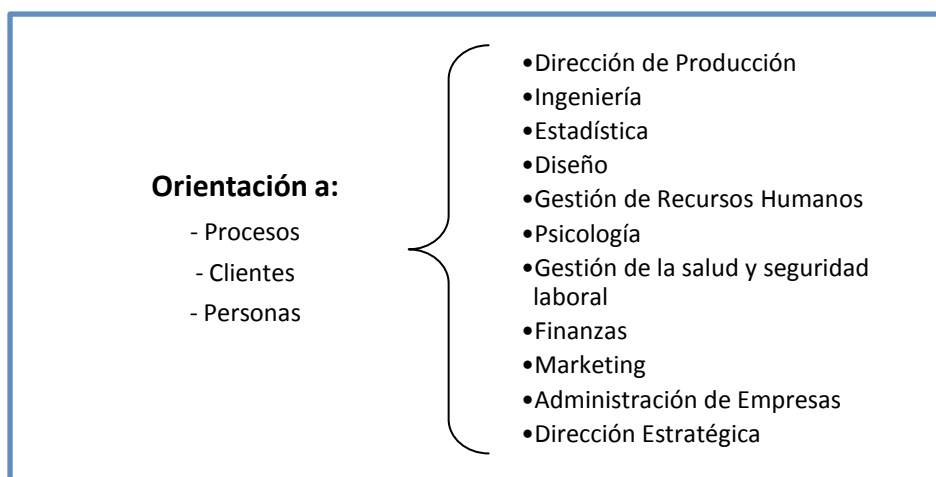 Orientación a:
- Procesos
- Clientes
- Personas
•Dirección de Producción
•Ingeniería
•Estadística
•Diseño
•Gestión de Recursos Humanos
•Psicología
•Gestión de la salud y seguridad
laboral
•Finanzas
•Marketing
•Administración de Empresas
•Dirección Estratégica